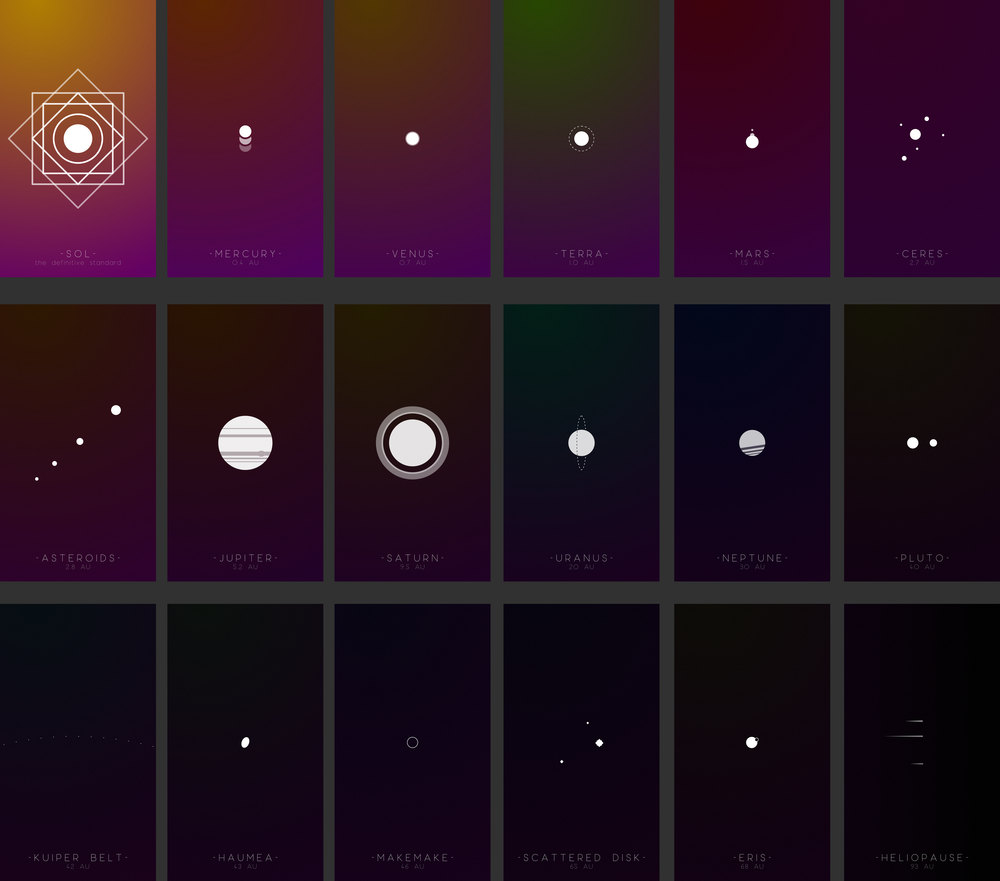 -SOL-
the definitive standard
-MERCURY-
0.4 AU
-VENUS-
0.7 AU
-TERRA-
1.0 AU
-MARS-
1.5 AU
-CERES-
2.7 AU
-ASTEROIDS-
2.8 AU
-JUPITER-
5.2 AU
-SATURN-
9.5 AU
-URANUS-
20 AU
-NEPTUNE-
30 AU
-PLUTO-
40 AU
-KUIPER BELT-
42 AU
-HAUMEA-
43 AU
-MAKEMAKE-
46 AU
-SCATTERED DISK-
65 AU
-ERIS-
68 AU
-HELIOPAUSE-
93 AU